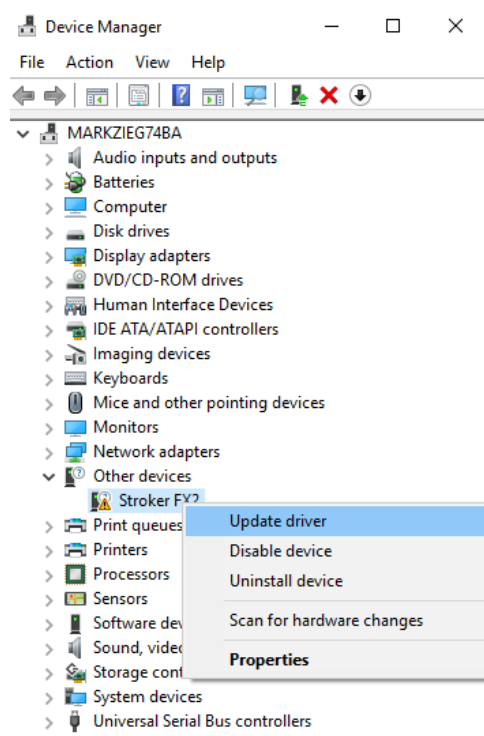 Device Manager
File Action View Help
MARKZIEG74BA
Audio inputs and outputs
Batteries
Computer
Disk drives
Display adapters
DVD/CD-ROM drives
Human Interface Devices
IDE ATA/ATAPI controllers
Imaging devices
Keyboards
Mice and other pointing devices
Monitors
Network adapters
Other devices
Stroker FX2
Print queues
Update driver
Printers
Disable device
Processors
Uninstall device
Sensors
Software dev
Scan for hardware changes
Sound, video
Properties
Storage cont
System devices
Universal Serial Bus controllers